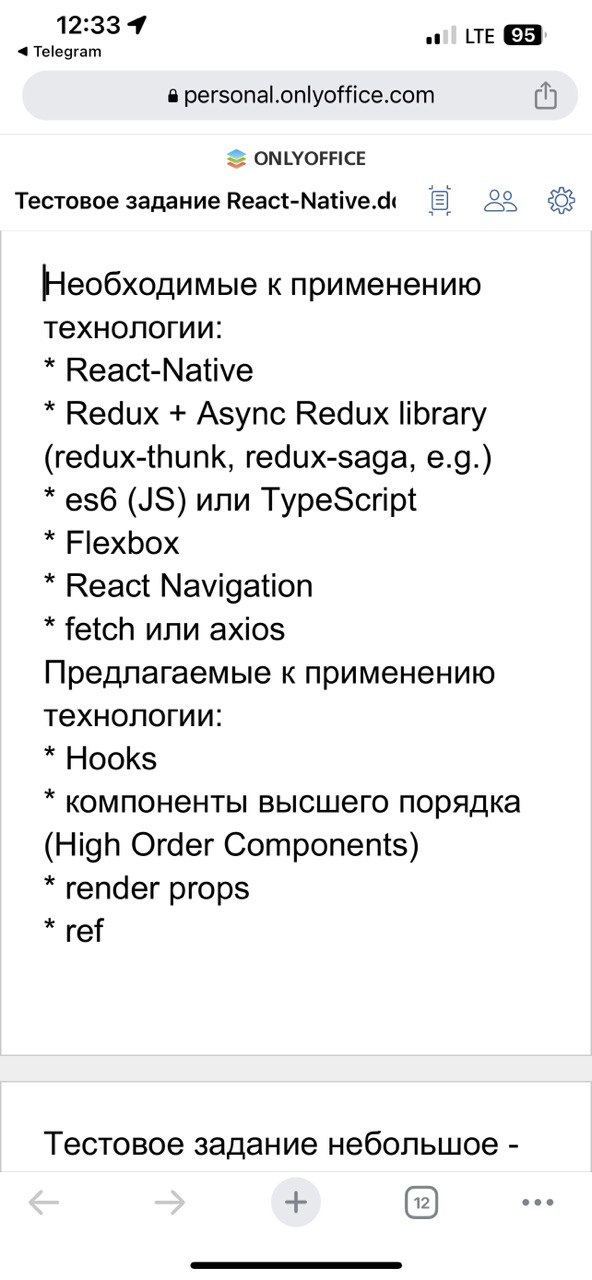 12:33
Telegram
LTE 95
personal.onlyoffice.com
ONLYOFFICE
Тестовое задание React-Native.do
Необходимые к применению
технологии:
* React-Native
* Redux + Async Redux library
(redux-thunk, redux-saga, e.g.)
* es6 (JS) или TypeScript
* Flexbox
* React Navigation
* fetch или axios
Предлагаемые к применению
технологии:
* Hooks
* компоненты высшего порядка
(High Order Components)
* render props
* ref
Тестовое задание небольшое -
12